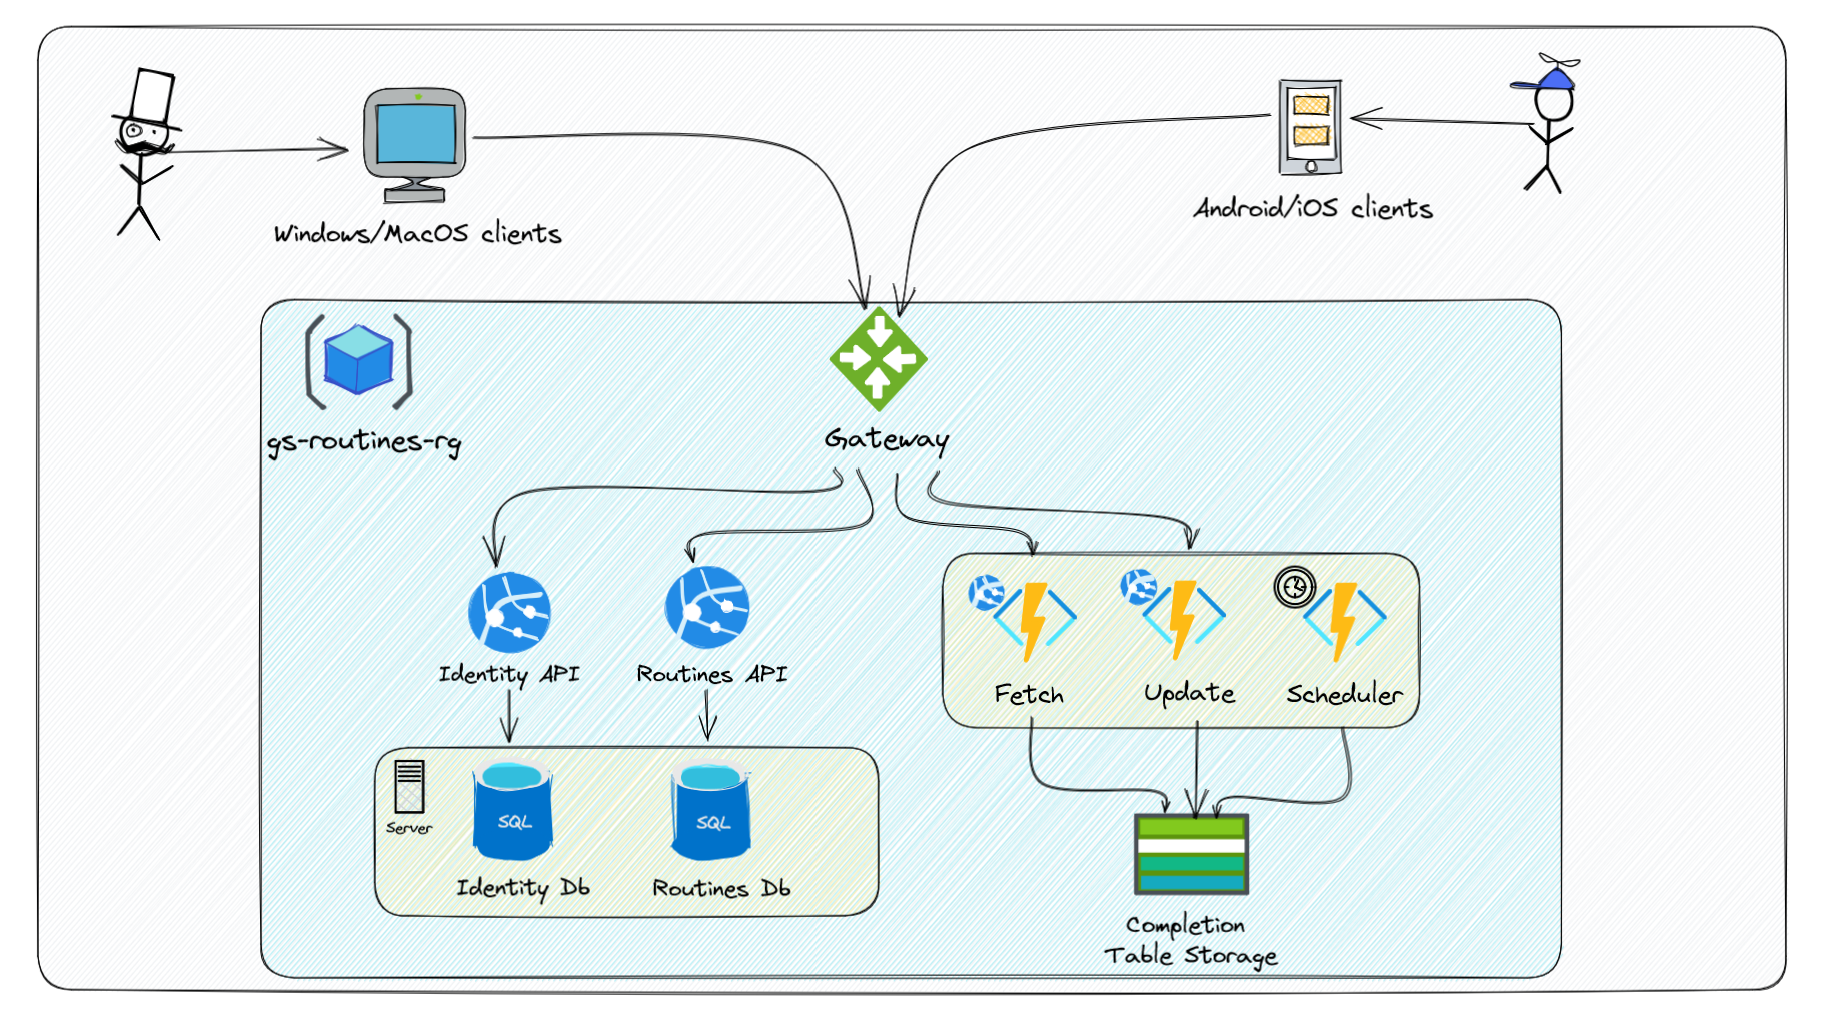 Windows/MacOS clients
Android/iOS clients
gs-routines-rg
Gateway
Identity API
Routines API
Fetch
Update
Scheduler
Server
SQL
SQL
Identity Db
Routines Db
Completion
Table Storage